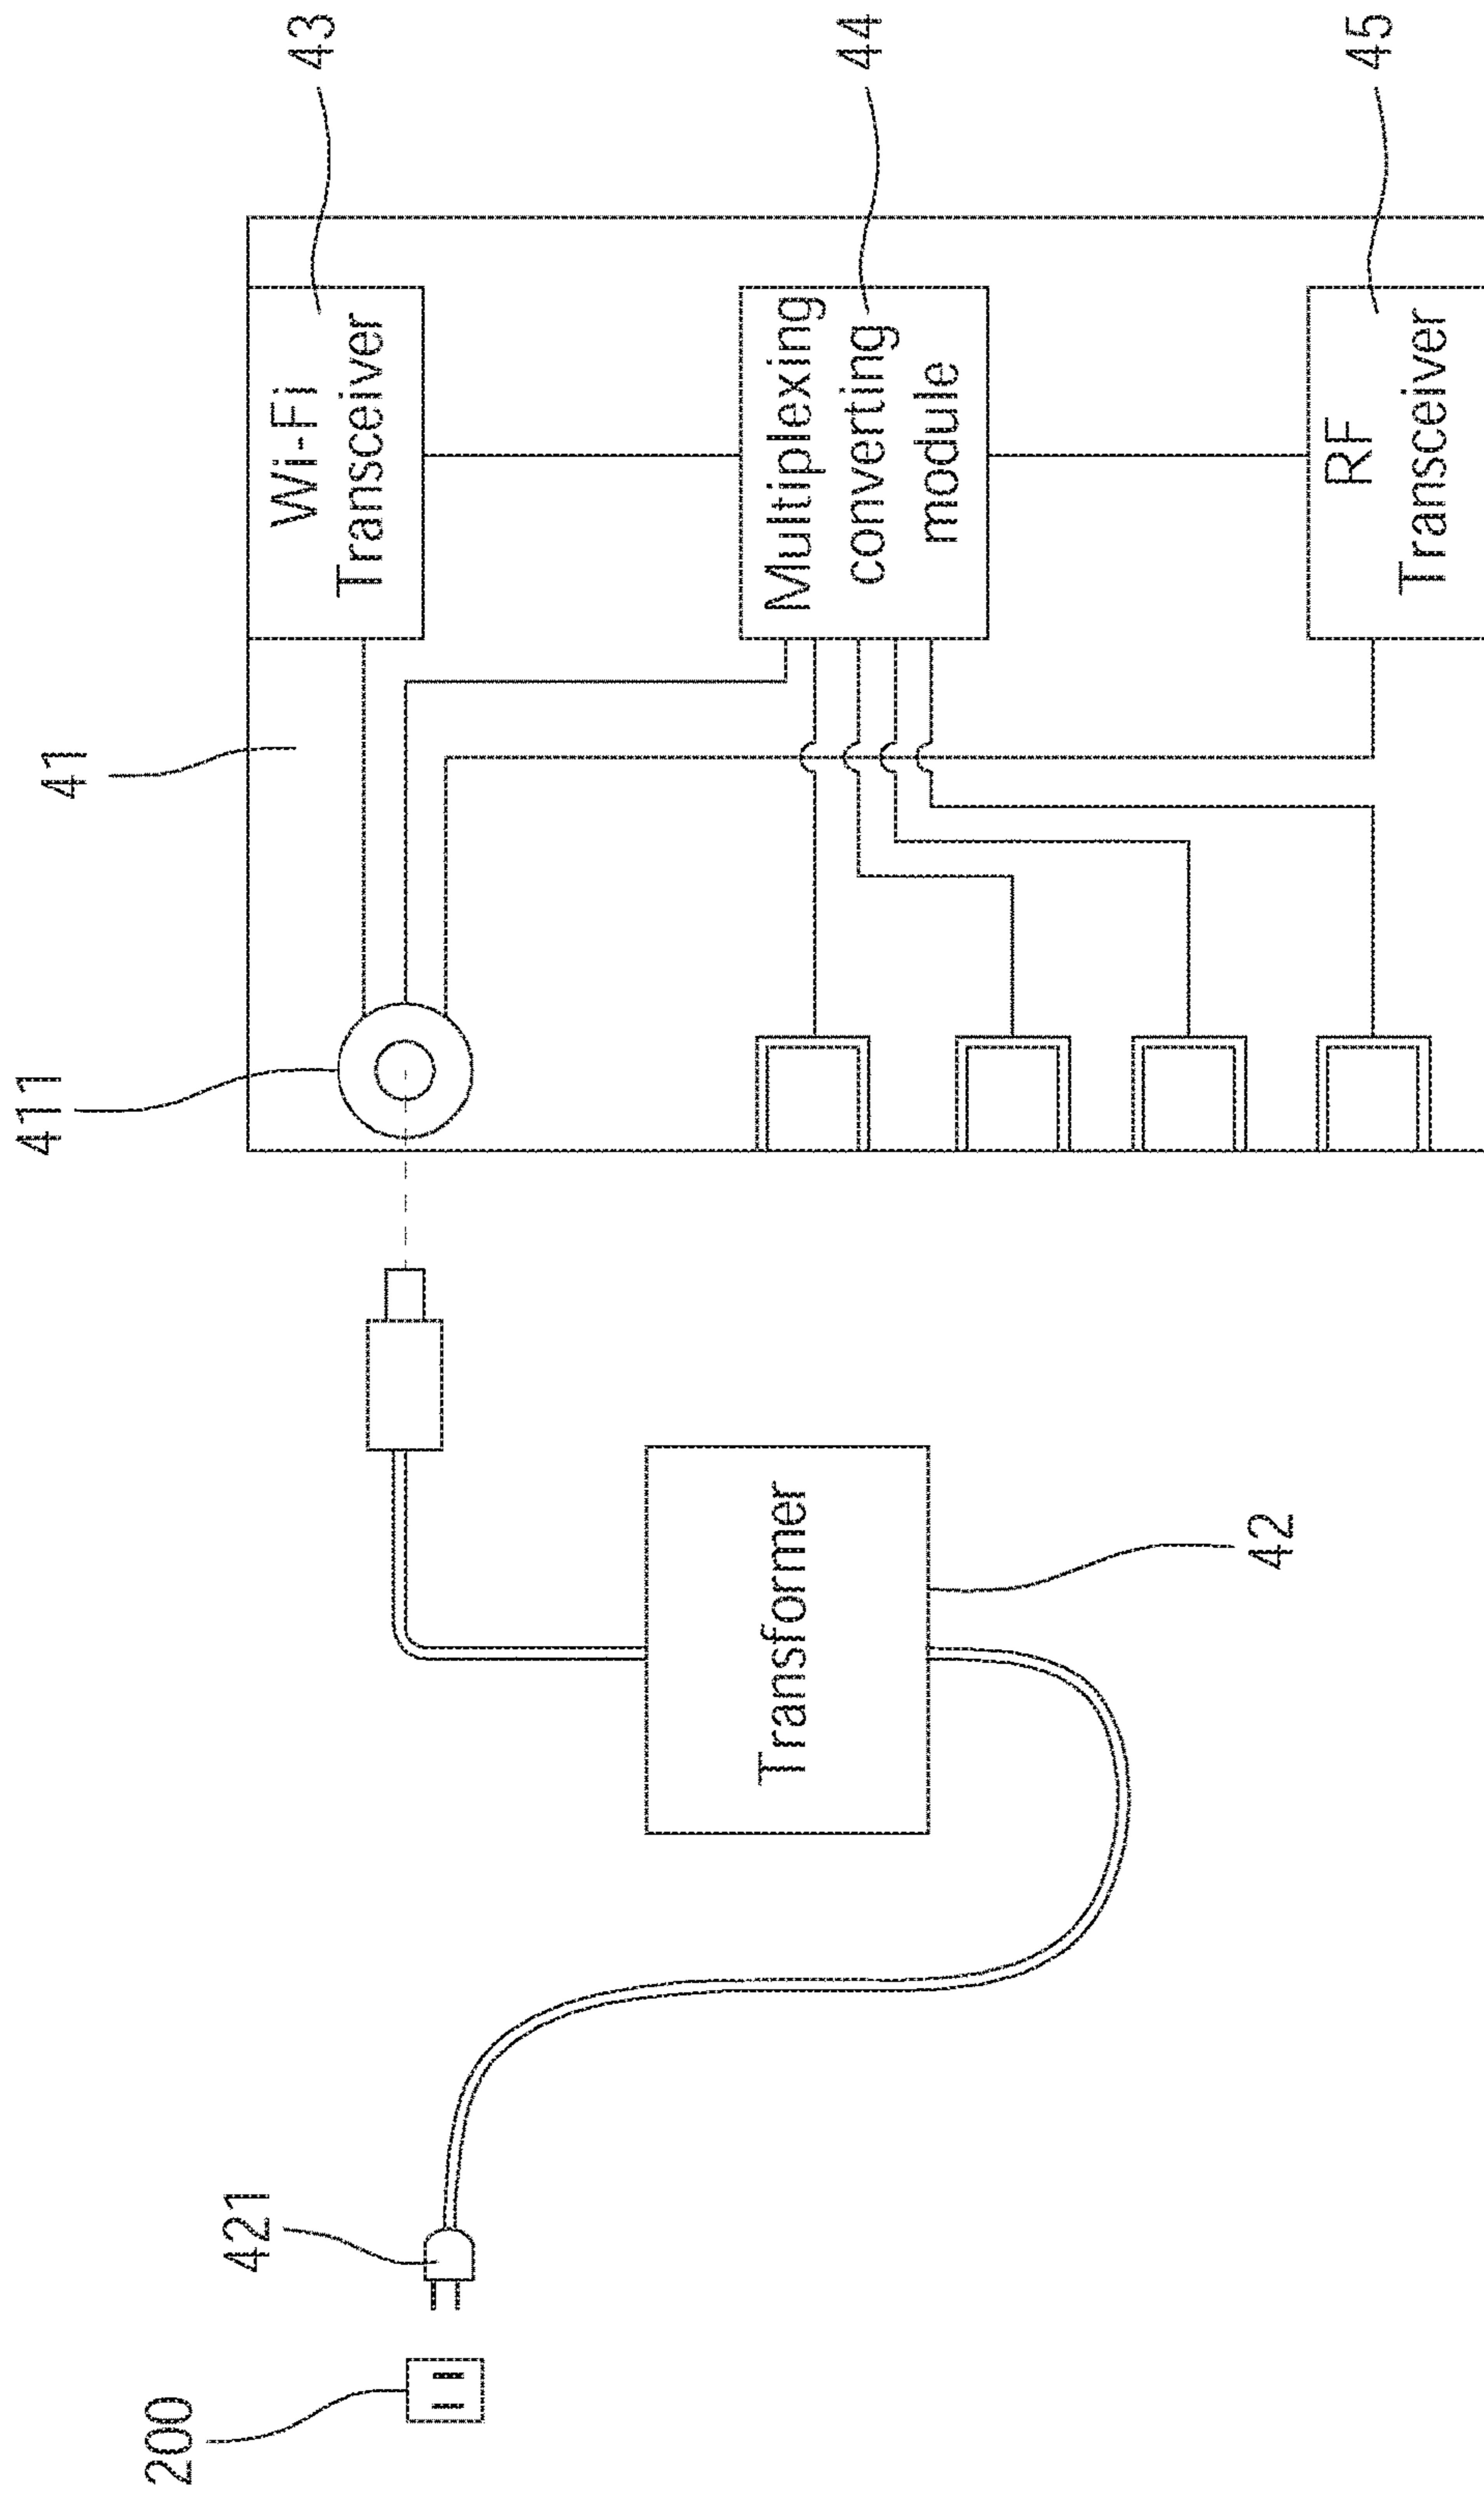 41
43
411
Wi-Fi
Transceiver
421
200
Transformer
Multiplexing
converting
module
44
42
RF
Transceiver
45